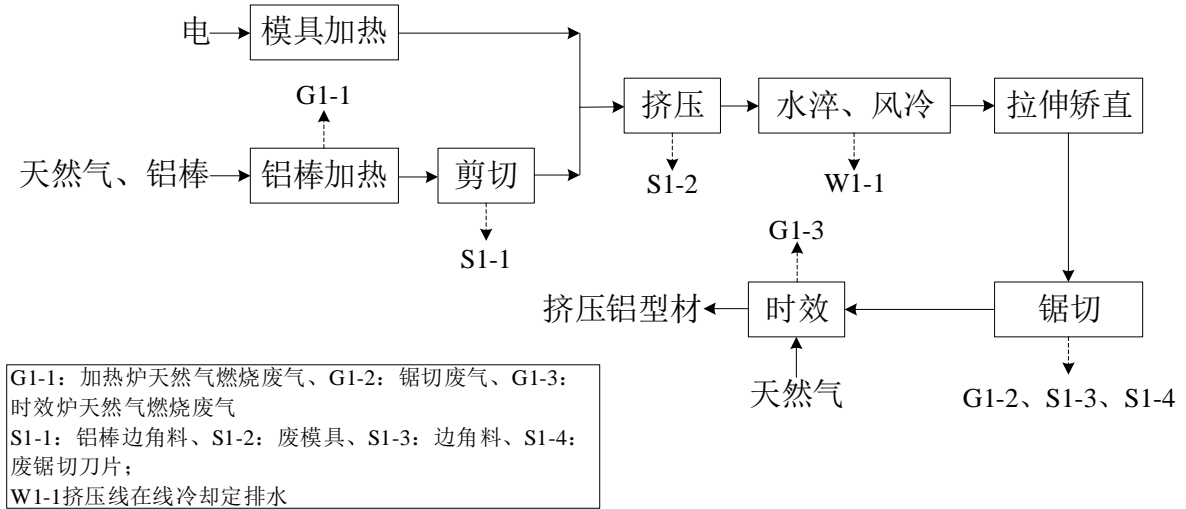 电
模具加热
G1-1
挤压
水淬、风冷
拉伸矫直
天然气、铝棒
铝棒加热
剪切
S1-2
W1-1
S1-1
G1-3
挤压铝型材
时效
锯切
天然气
G1-2、S1-3、S1-4
G1-1：加热炉天然气燃烧废气、G1-2：锯切废气、G1-3：
时效炉天然气燃烧废气
S1-1：铝棒边角料、S1-2：废模具、S1-3：边角料、S1-4：
废锯切刀片；
W1-1挤压线在线冷却定排水